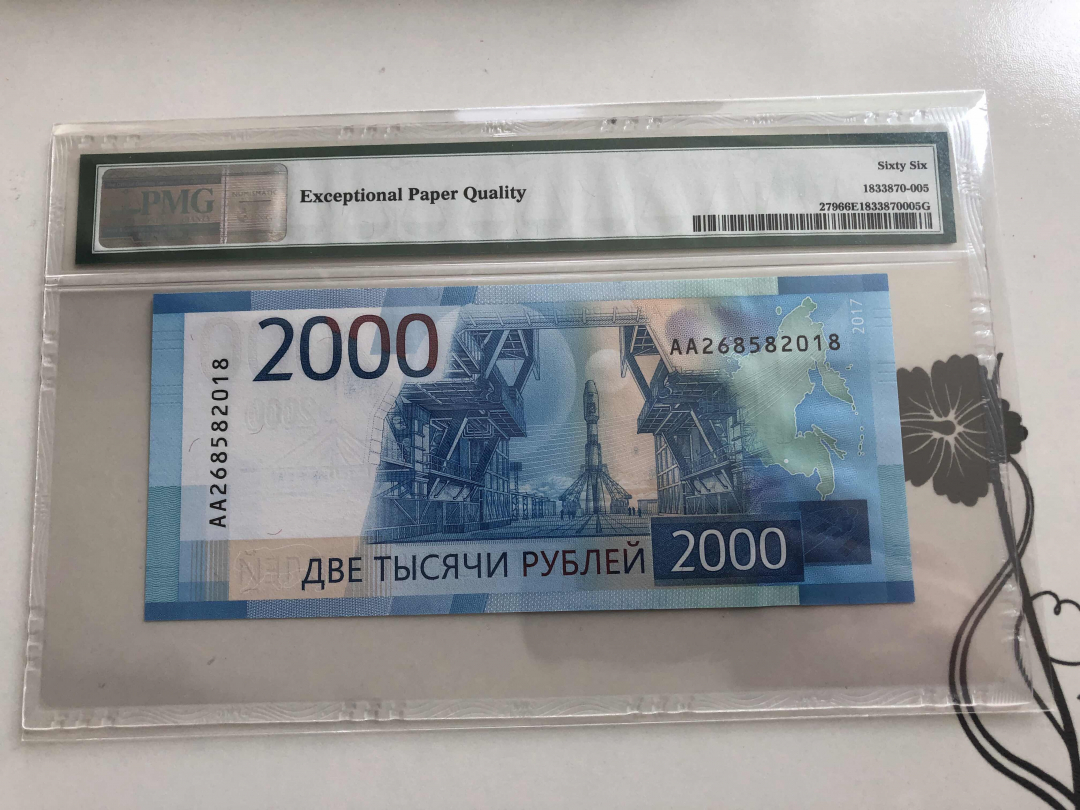 PMG
Exceptional Paper Quality
Sixty Six
1833870-005
27966E1833870005G
2000
AA268582018
2017
AA268582018
ДВЕ ТЫСЯЧИ РУБЛЕЙ
2000